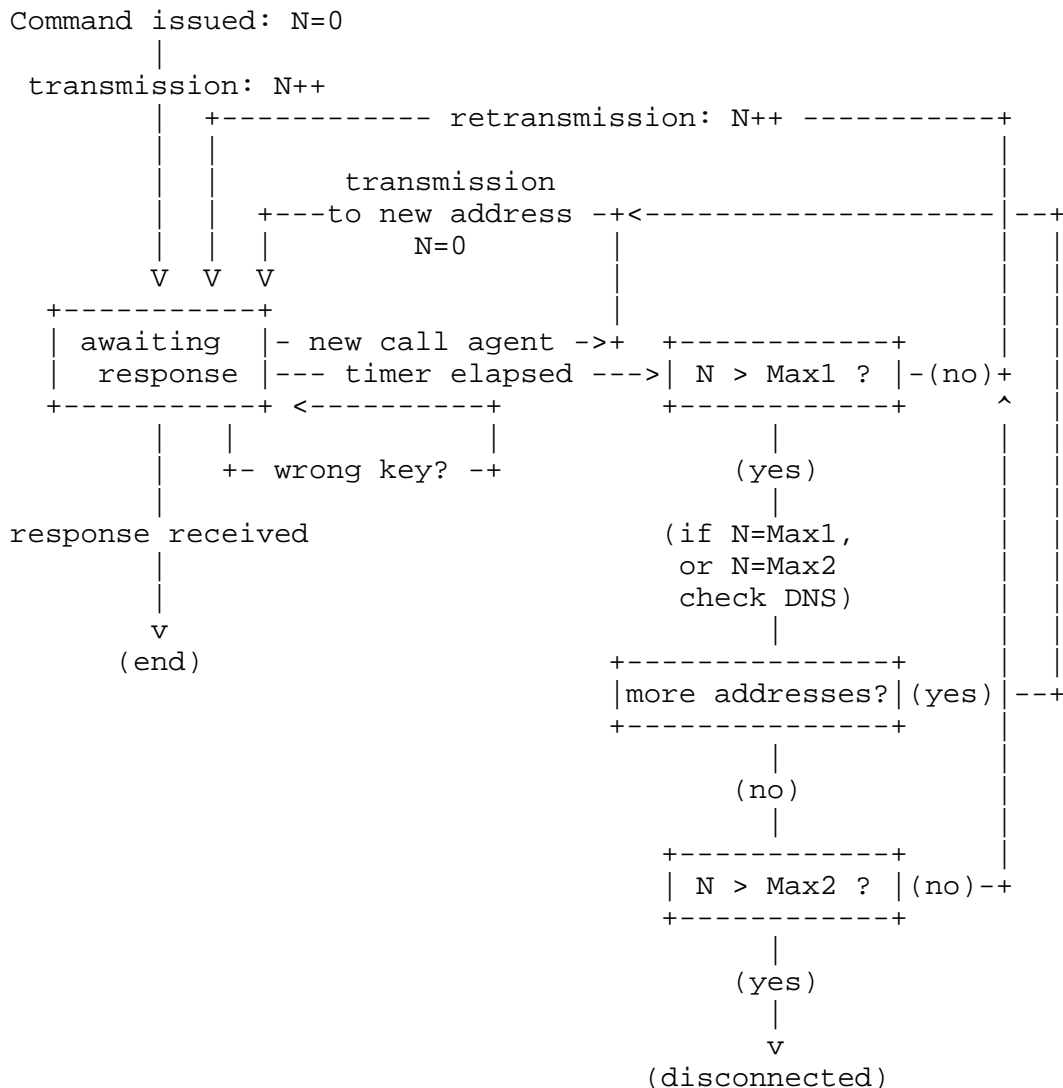 Command issued: N=0
transmission: N++
retransmission: N++
transmission
to new address
N=0
awaiting - new call agent ->
response --- timer elapsed ---> N > Max1 ? -(no)
wrong key?
(yes)
response received (if N=Max1,
or N=Max2
check DNS)
(end)
more addresses? (yes)
(no)
N > Max2 ? (no)
(yes)
(disconnected)